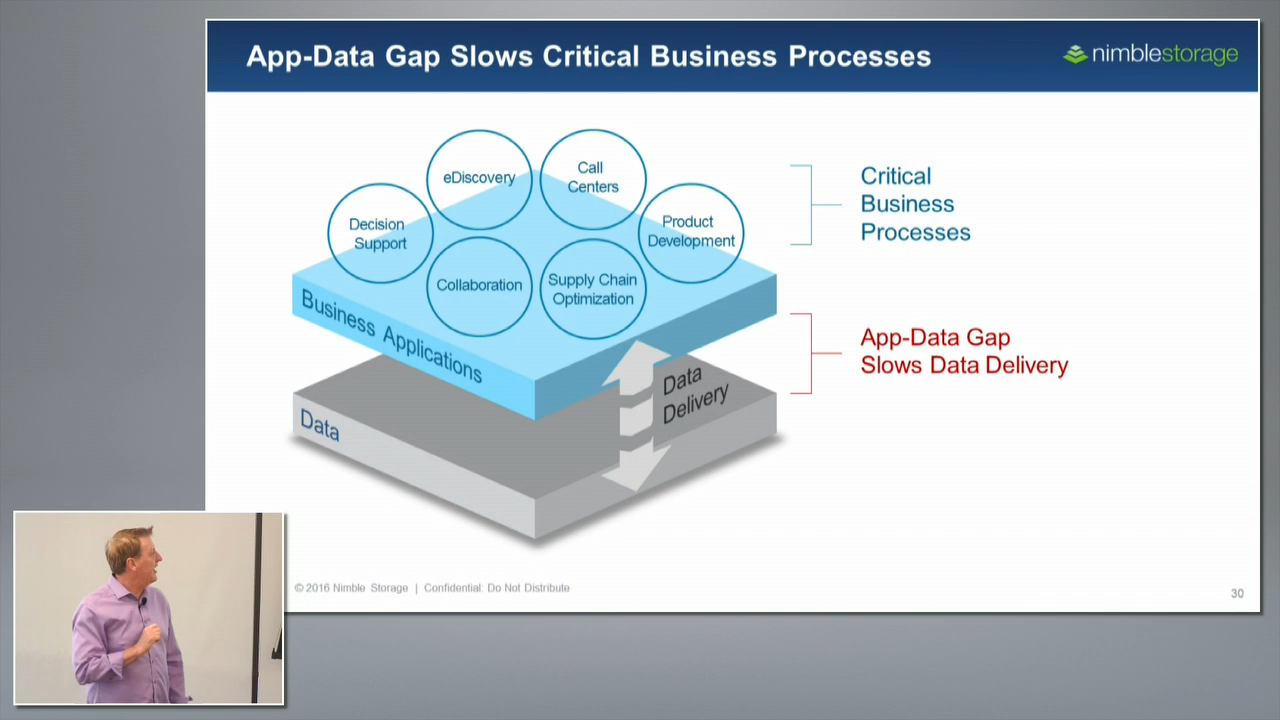 App-Data Gap Slows Critical Business Processes
nimblestorage
eDiscovery
Call
Centers
Decision
Support
Product
Development
Collaboration
Supply Chain
Optimization
Business Applications
Data
Data
Delivery
Critical
Business
Processes
App-Data Gap
Slows Data Delivery
© 2016 Nimble Storage | Confidential: Do Not Distribute
30